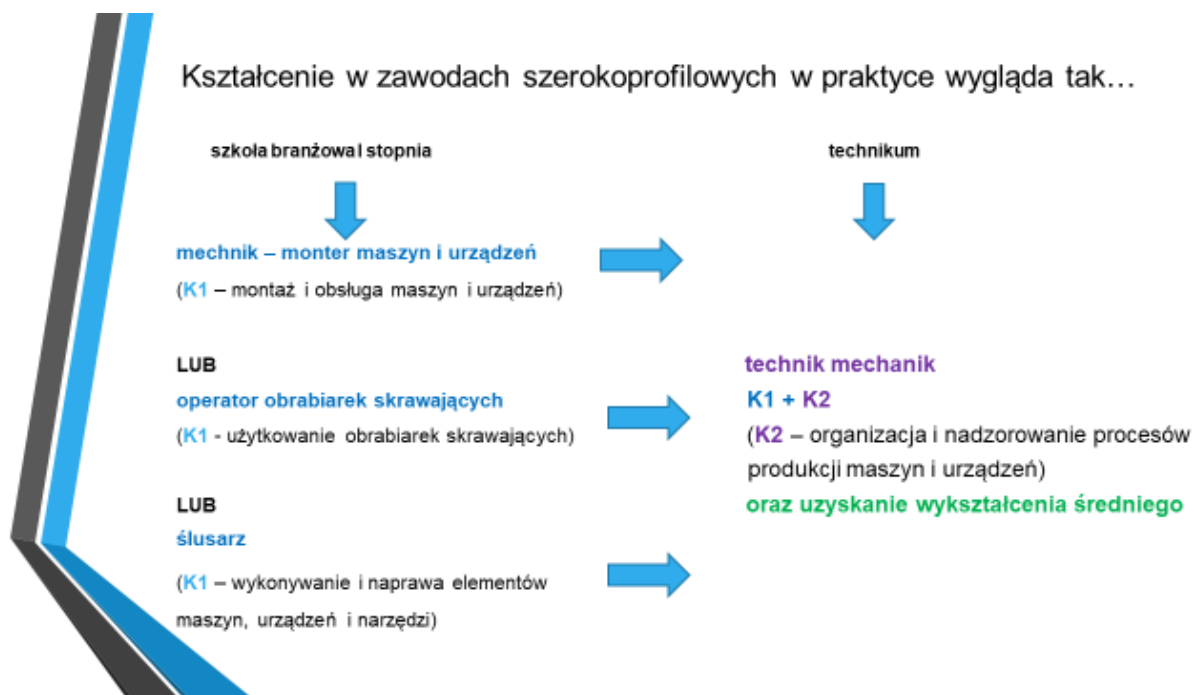 Kształcenie w zawodach szerokoprofilowych w praktyce wygląda tak…
szkoła branżowa I stopnia
technikum
mechnik – monter maszyn i urządzeń
(K1 – montaż i obsługa maszyn i urządzeń)
LUB
operator obrabiarek skrawających
(K1 - użytkowanie obrabiarek skrawających)
LUB
ślusarz
(K1 – wykonywanie i naprawa elementów
maszyn, urządzeń i narzędzi)
technik mechanik
K1 + K2
(K2 – organizacja i nadzorowanie procesów
produkcji maszyn i urządzeń)
oraz uzyskanie wykształcenia średniego